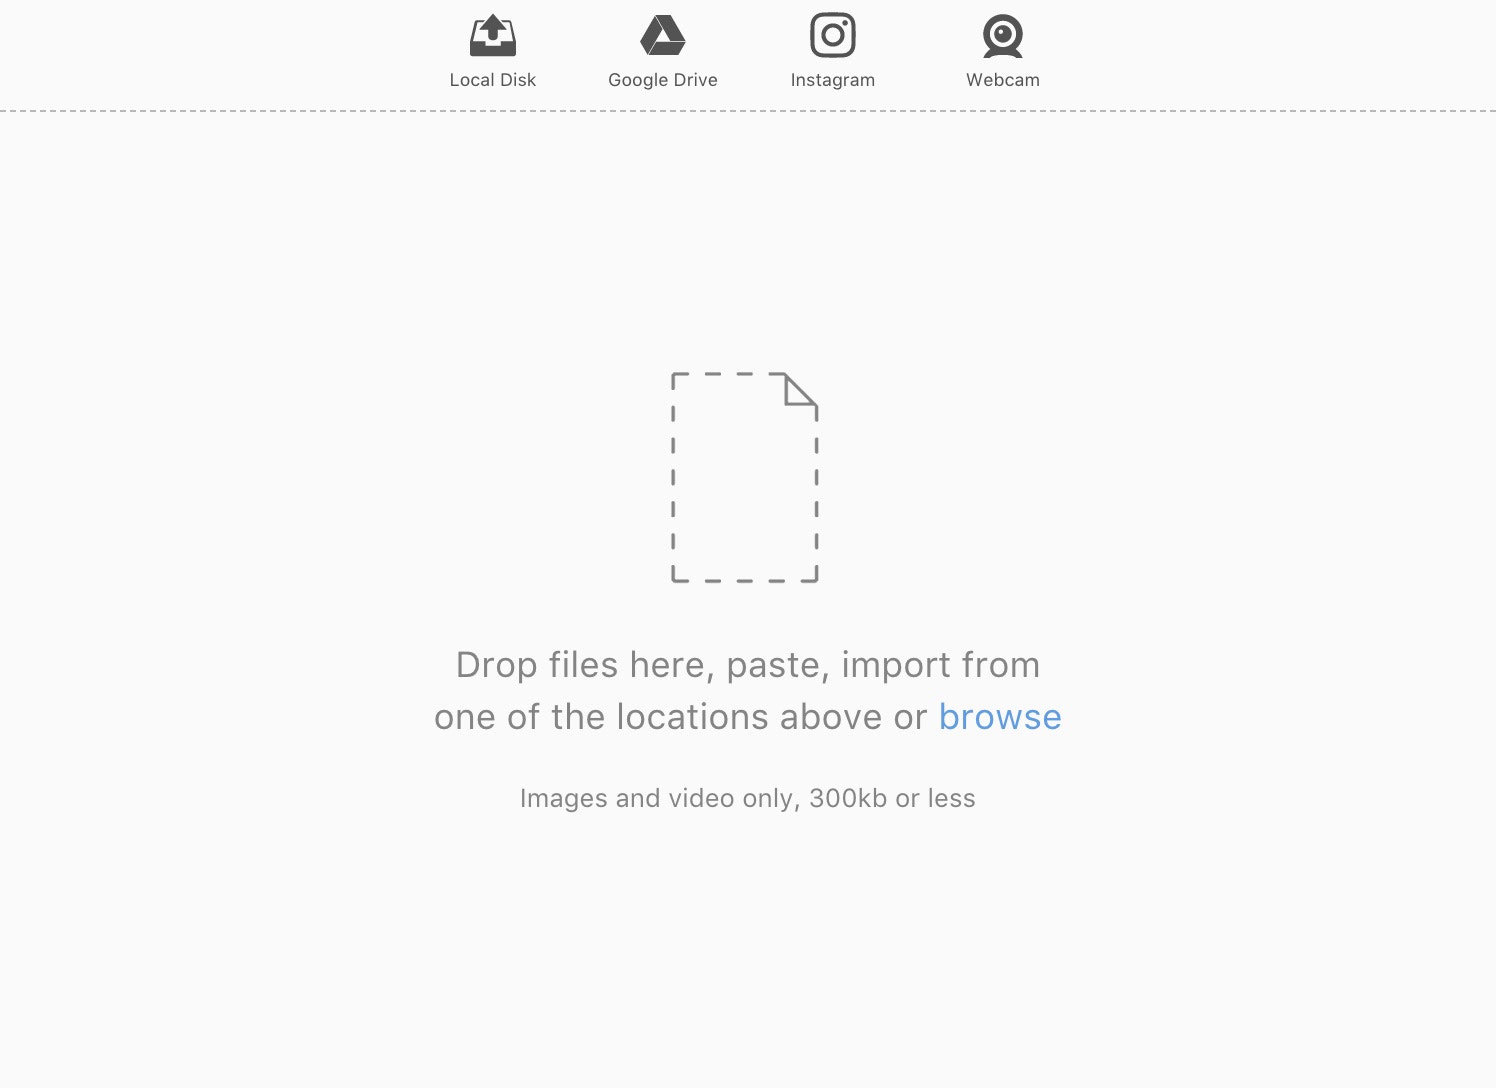 Local Disk
Google Drive
Instagram
Webcam
Drop files here, paste, import from
one of the locations above or browse
Images and video only, 300kb or less